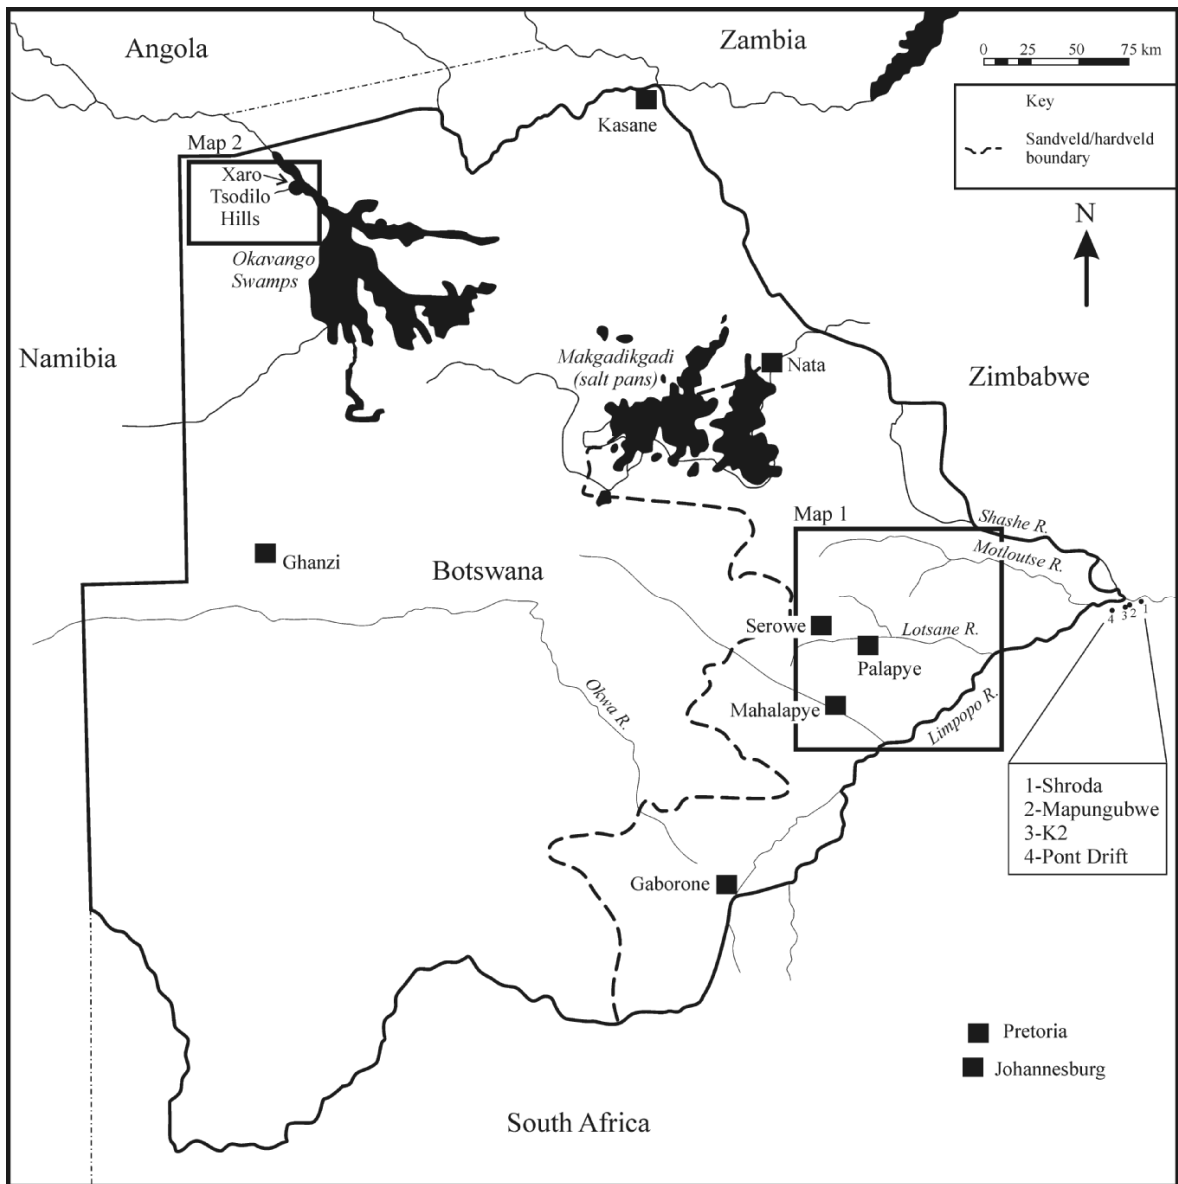 Angola
Zambia
0 25 50 75 km
Key
Sandveld/hardveld
boundary
Kasane
Map 2
Xaro
Tsodilo
Hills
N
Okavango
Swamps
Namibia
Makgadikgadi
(salt pans)
Nata
Zimbabwe
Map 1
Shashe R.
Motloutse R.
Ghanzi
Botswana
4 3 2 1
Serowe
Lotsane R.
Palapye
Okwa R.
Mahalapye
Limpopo R.
1-Shroda
2-Mapungubwe
3-K2
4-Pont Drift
Gaborone
Pretoria
Johannesburg
South Africa